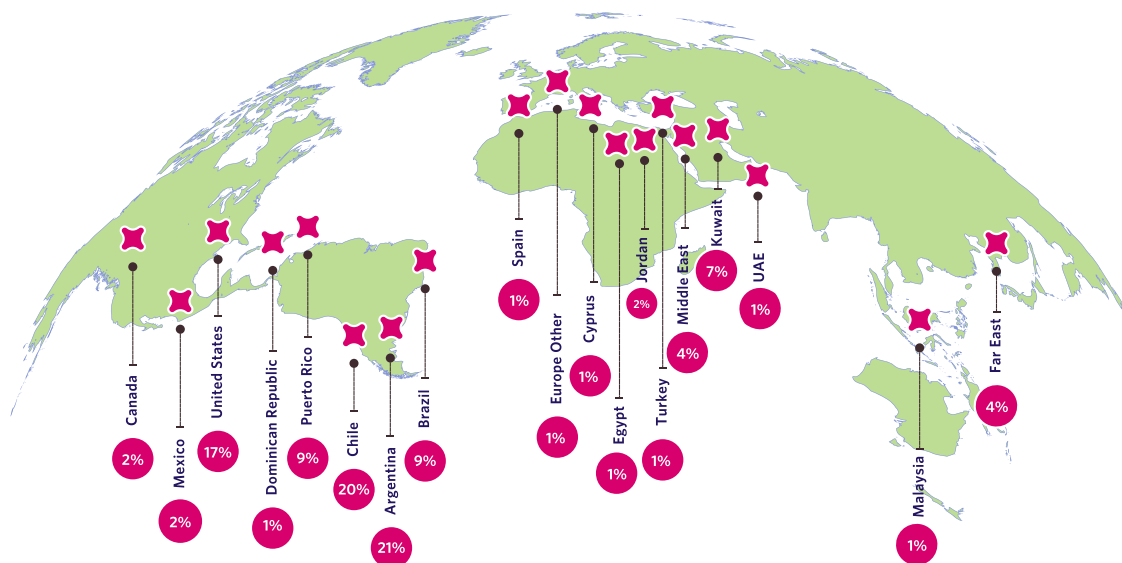 Canada
2%
Mexico
2%
United States
17%
Dominican Republic
1%
Puerto Rico
9%
Chile
20%
Argentina
21%
Brazil
9%
Spain
1%
Europe Other
1%
Cyprus
1%
Egypt
1%
Jordan
2%
Turkey
1%
Middle East
4%
Kuwait
7%
UAE
1%
Malaysia
1%
Far East
4%